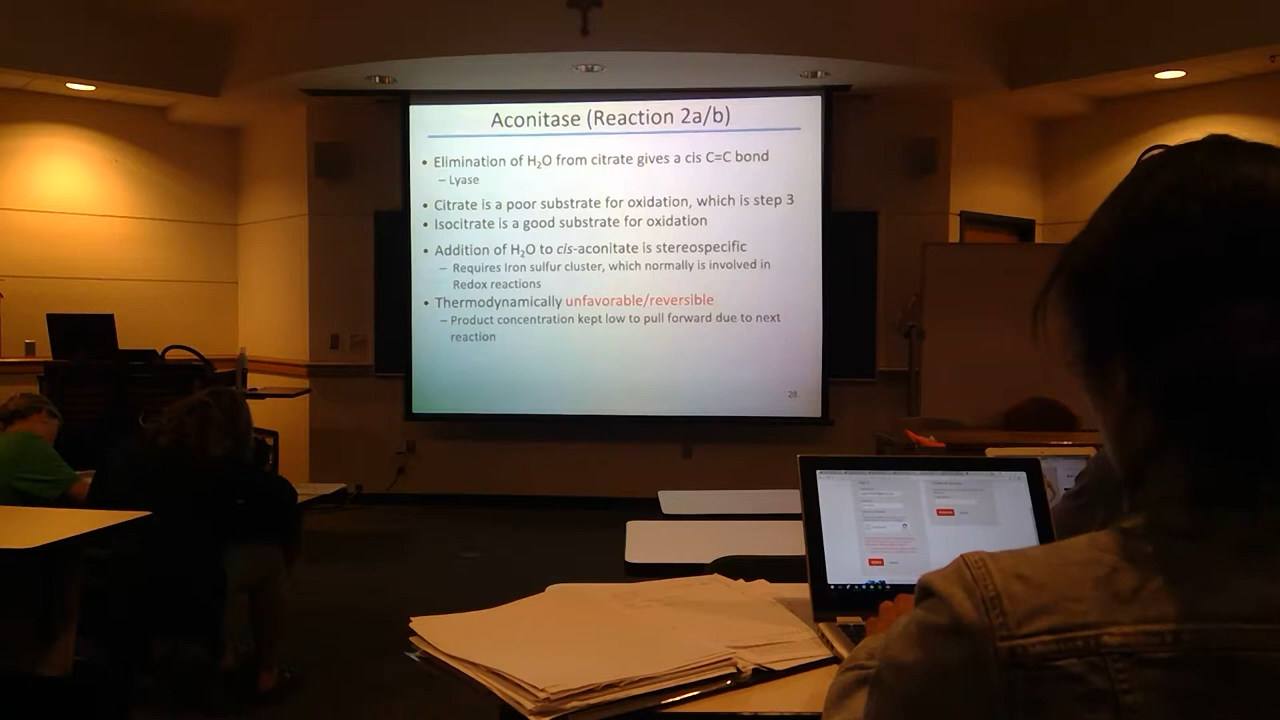 Aconitase (Reaction 2a/b)
• Elimination of H₂O from citrate gives a cis C=C bond
– Lyase
• Citrate is a poor substrate for oxidation, which is step 3
• Isocitrate is a good substrate for oxidation
• Addition of H₂O to cis-aconitate is stereospecific
– Requires Iron sulfur cluster, which normally is involved in
Redox reactions
• Thermodynamically unfavorable/reversible
– Product concentration kept low to pull forward due to next
reaction